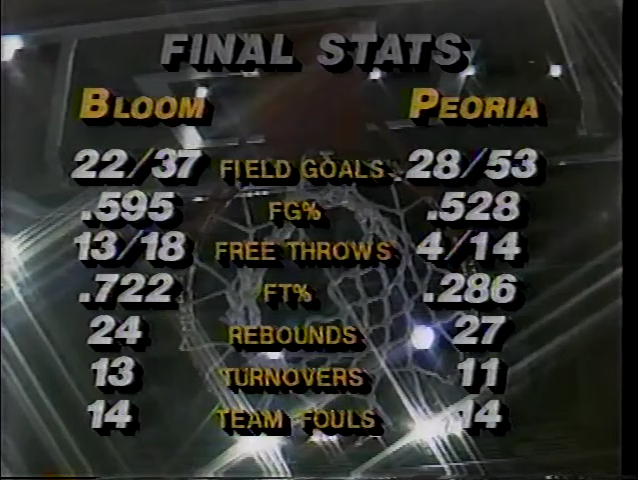 FINAL STATS
BLOOM PEORIA
22/37 FIELD GOALS 28/53
.595 FG% .528
13/18 FREE THROWS 4/14
.722 FT% .286
24 REBOUNDS 27
13 TURNOVERS 11
14 TEAM FOULS 14